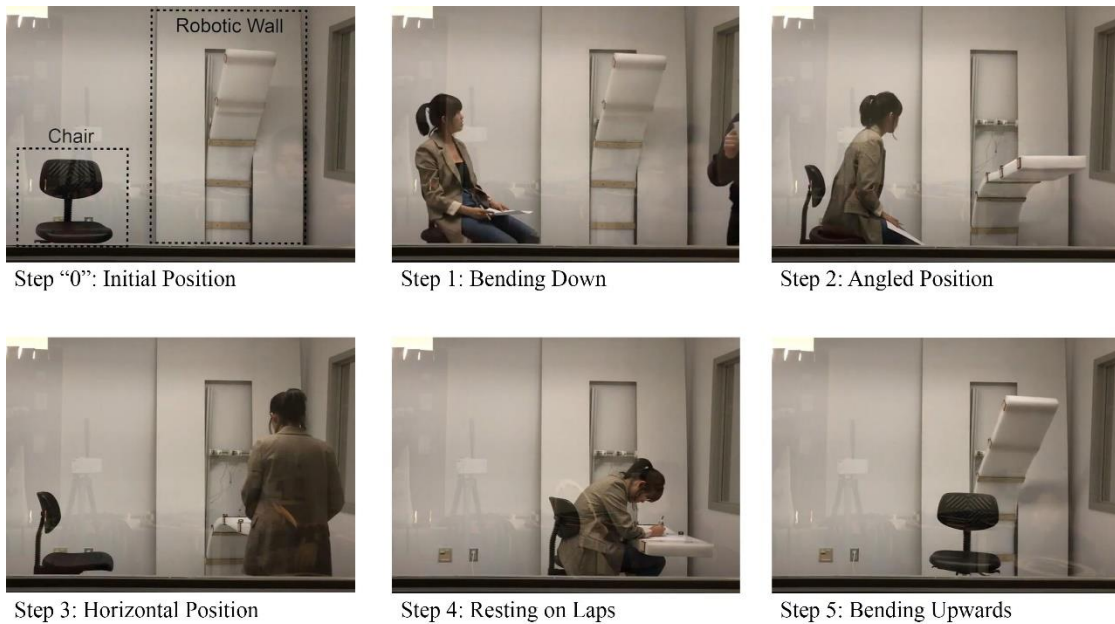 Robotic Wall
Chair
Step “0”: Initial Position
Step 1: Bending Down
Step 2: Angled Position
Step 3: Horizontal Position
Step 4: Resting on Laps
Step 5: Bending Upwards